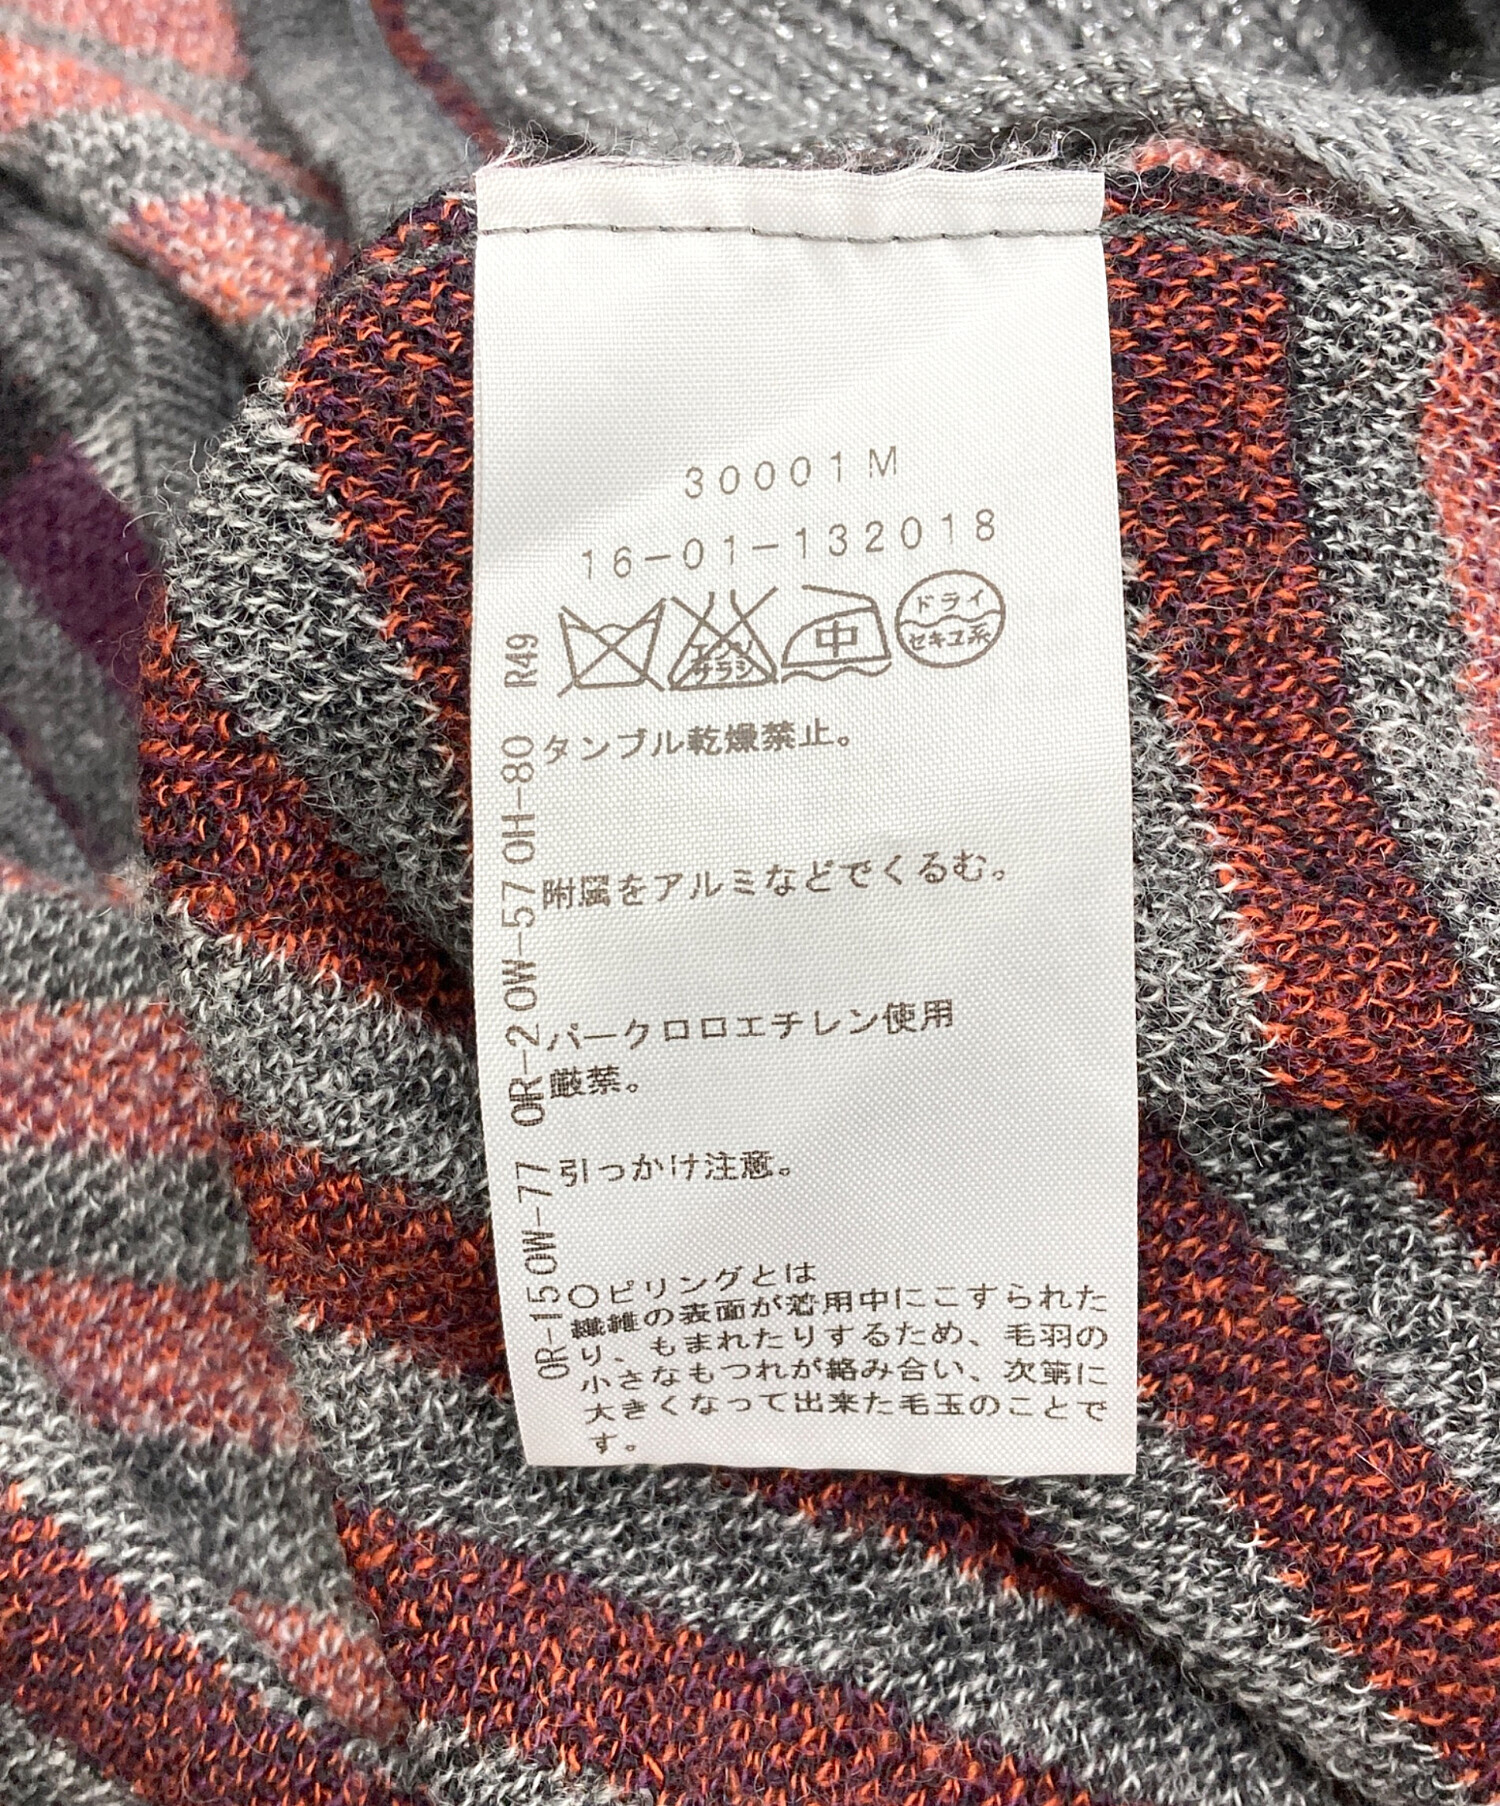 30001M
16-01-132018
エンソ
サラシ
中
ドライ
セキユ系
タンブル乾燥禁止。
附属をアルミなどでくるむ。
パークロロエチレン使用
厳禁。
引っかけ注意。
○ピリングとは
繊維の表面が着用中にこすられた
り、もまれたりするため、毛羽の
小さなもつれが絡み合い、次第に
大きくなって出来た毛玉のことで
す。
0R-150W-77 0R-20W-570H-80 R49